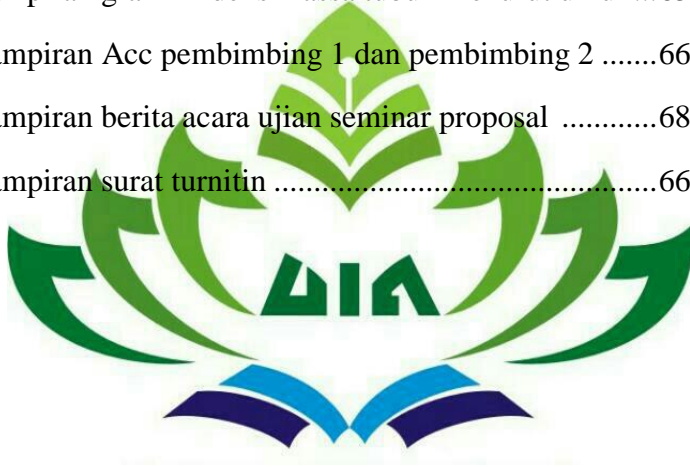 ampiran Acc pembimbing 1 dan pembimbing 2 .......66
ampiran berita acara ujian seminar proposal ............68
ampiran surat turnitin ................................................66
UIN